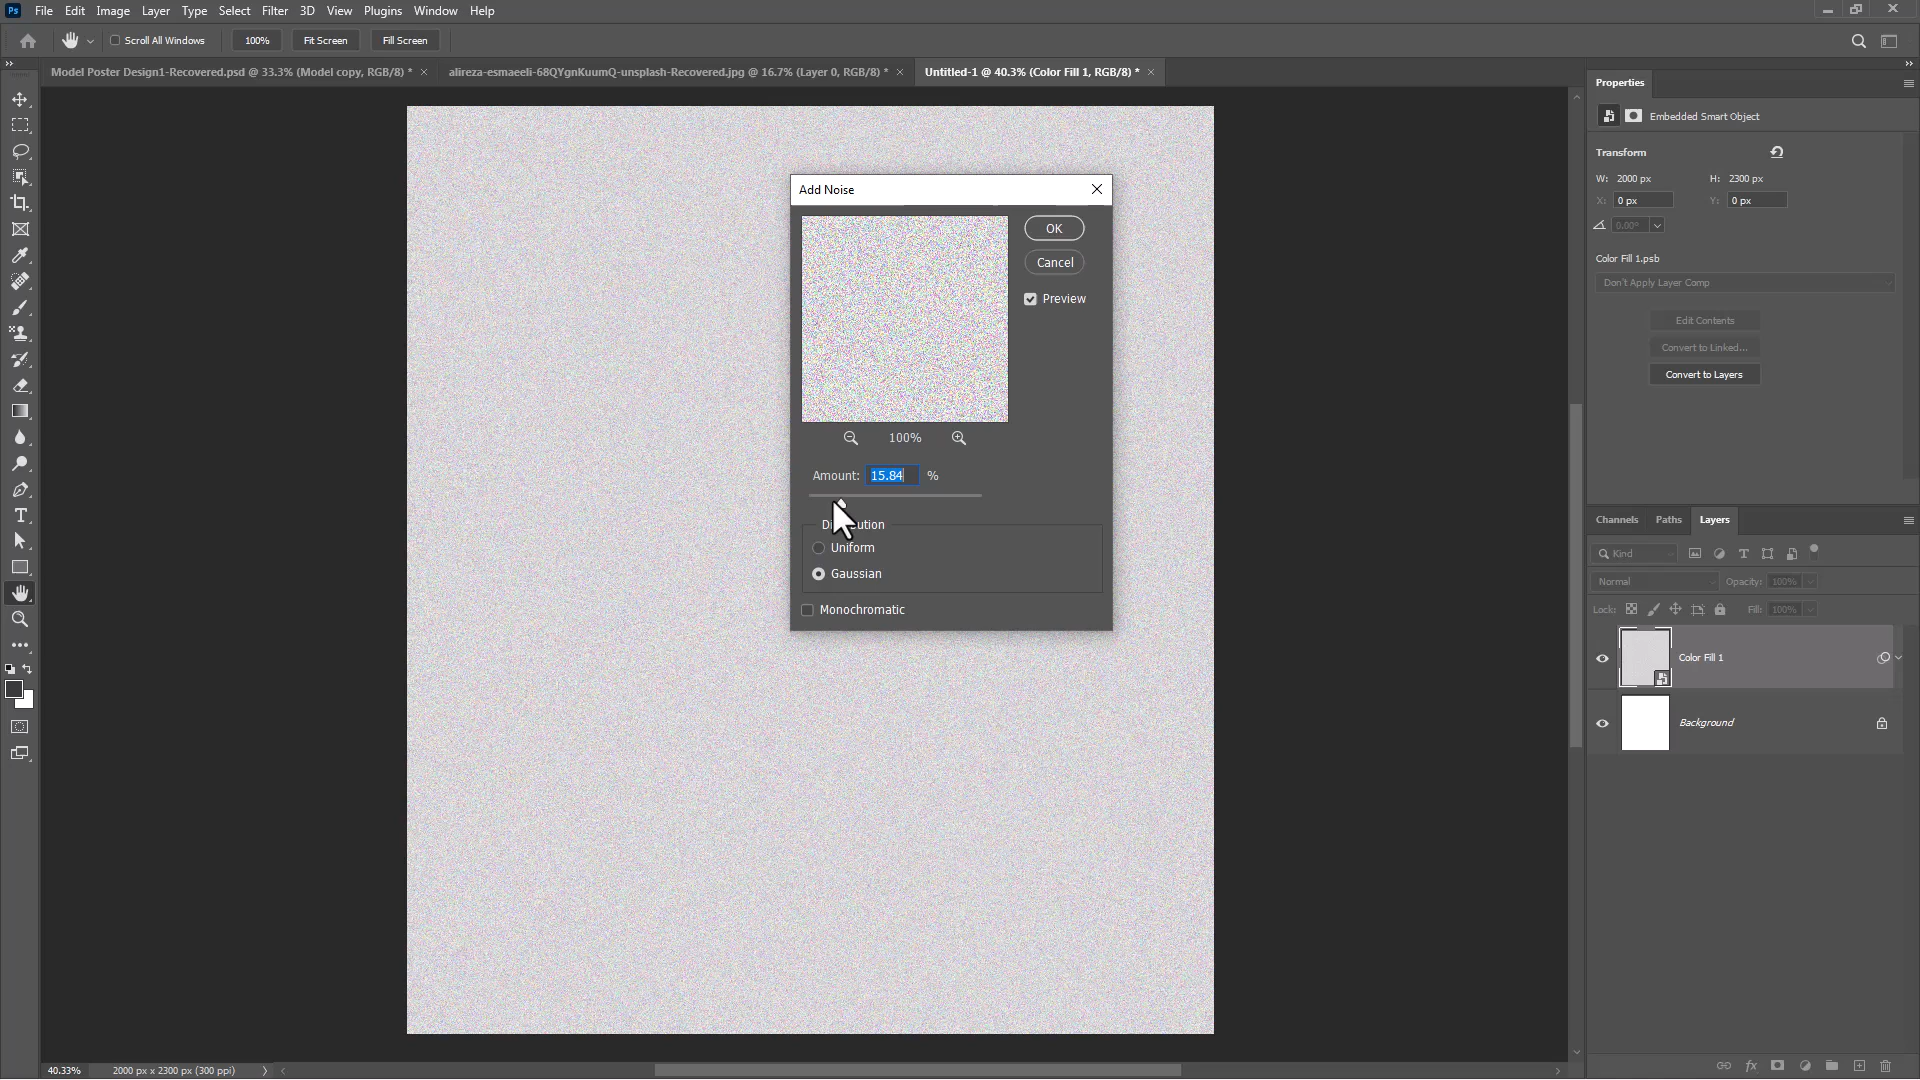 Ps File Edit Image Layer Type Select Filter 3D View Plugins Window Help
Scroll All Windows 100% Fit Screen Fill Screen
Model Poster Design1-Recovered.psd @ 33.3% (Model copy, RGB/8) *
alireza-esmaeeli-68QYgnKuumQ-unsplash-Recovered.jpg @ 16.7% (Layer 0, RGB/8) *
Untitled-1 @ 40.3% (Color Fill 1, RGB/8) *
Add Noise
OK
Cancel
Preview
100%
Amount: 15.84 %
Uniform
Gaussian
Monochromatic
Properties
Embedded Smart Object
Transform
W: 2000 px H: 2300 px
X: 0 px Y: 0 px
0.00°
Color Fill 1.psb
Don't Apply Layer Comp
Edit Contents
Convert to Linked...
Convert to Layers
Channels Paths Layers
Kind
Normal Opacity: 100%
Lock: Fill: 100%
Color Fill 1
Background
fx
40.33% 2000 px x 2300 px (300 ppi)